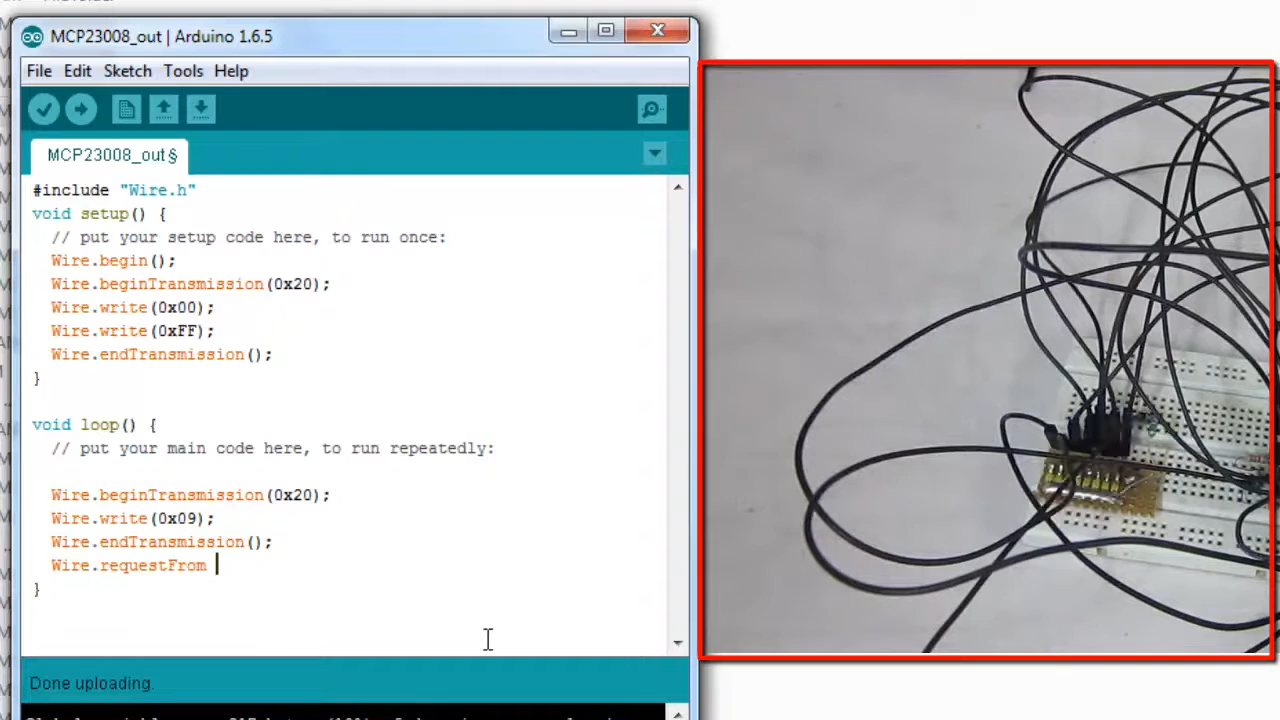 MCP23008_out | Arduino 1.6.5
File Edit Sketch Tools Help
MCP23008_out§
#include "Wire.h"
void setup() {
// put your setup code here, to run once:
Wire.begin();
Wire.beginTransmission(0x20);
Wire.write(0x00);
Wire.write(0xFF);
Wire.endTransmission();
}
void loop() {
// put your main code here, to run repeatedly:
Wire.beginTransmission(0x20);
Wire.write(0x09);
Wire.endTransmission();
Wire.requestFrom
}
Done uploading.